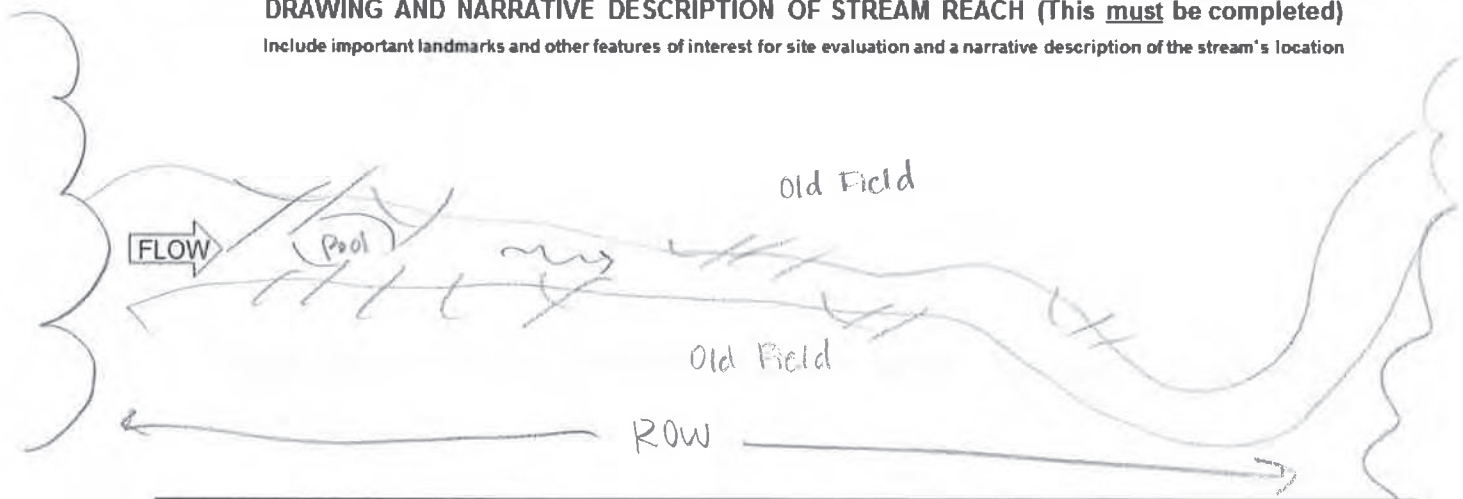 DRAWING AND NARRATIVE DESCRIPTION OF STREAM REACH (This must be completed)
Include important landmarks and other features of interest for site evaluation and a narrative description of the stream's location
Old Field
FLOW
Pool
Old Field
ROW